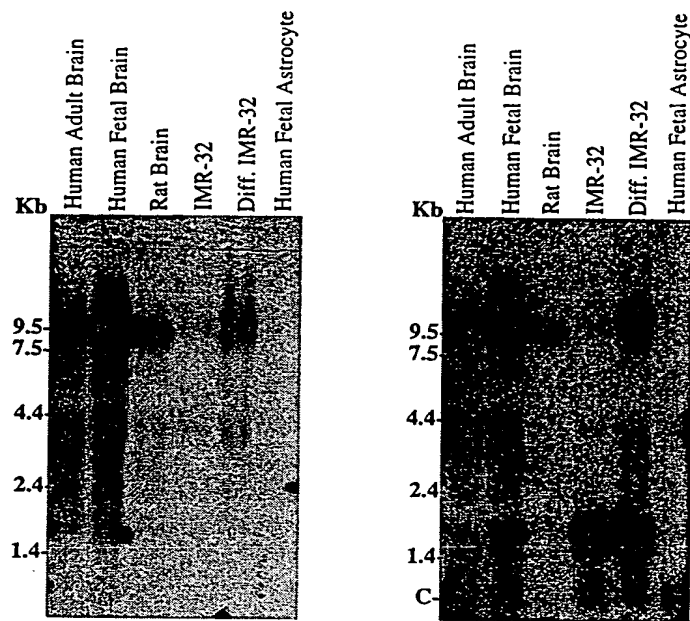 Human Adult Brain
Human Fetal Brain
Rat Brain
IMR-32
Diff. IMR-32
Human Fetal Astrocyte
Kb
9.5-
7.5-
4.4-
2.4-
1.4-
Human Adult Brain
Human Fetal Brain
Rat Brain
IMR-32
Diff. IMR-32
Human Fetal Astrocyte
Kb
9.5-
7.5-
4.4-
2.4
1.4-
C-